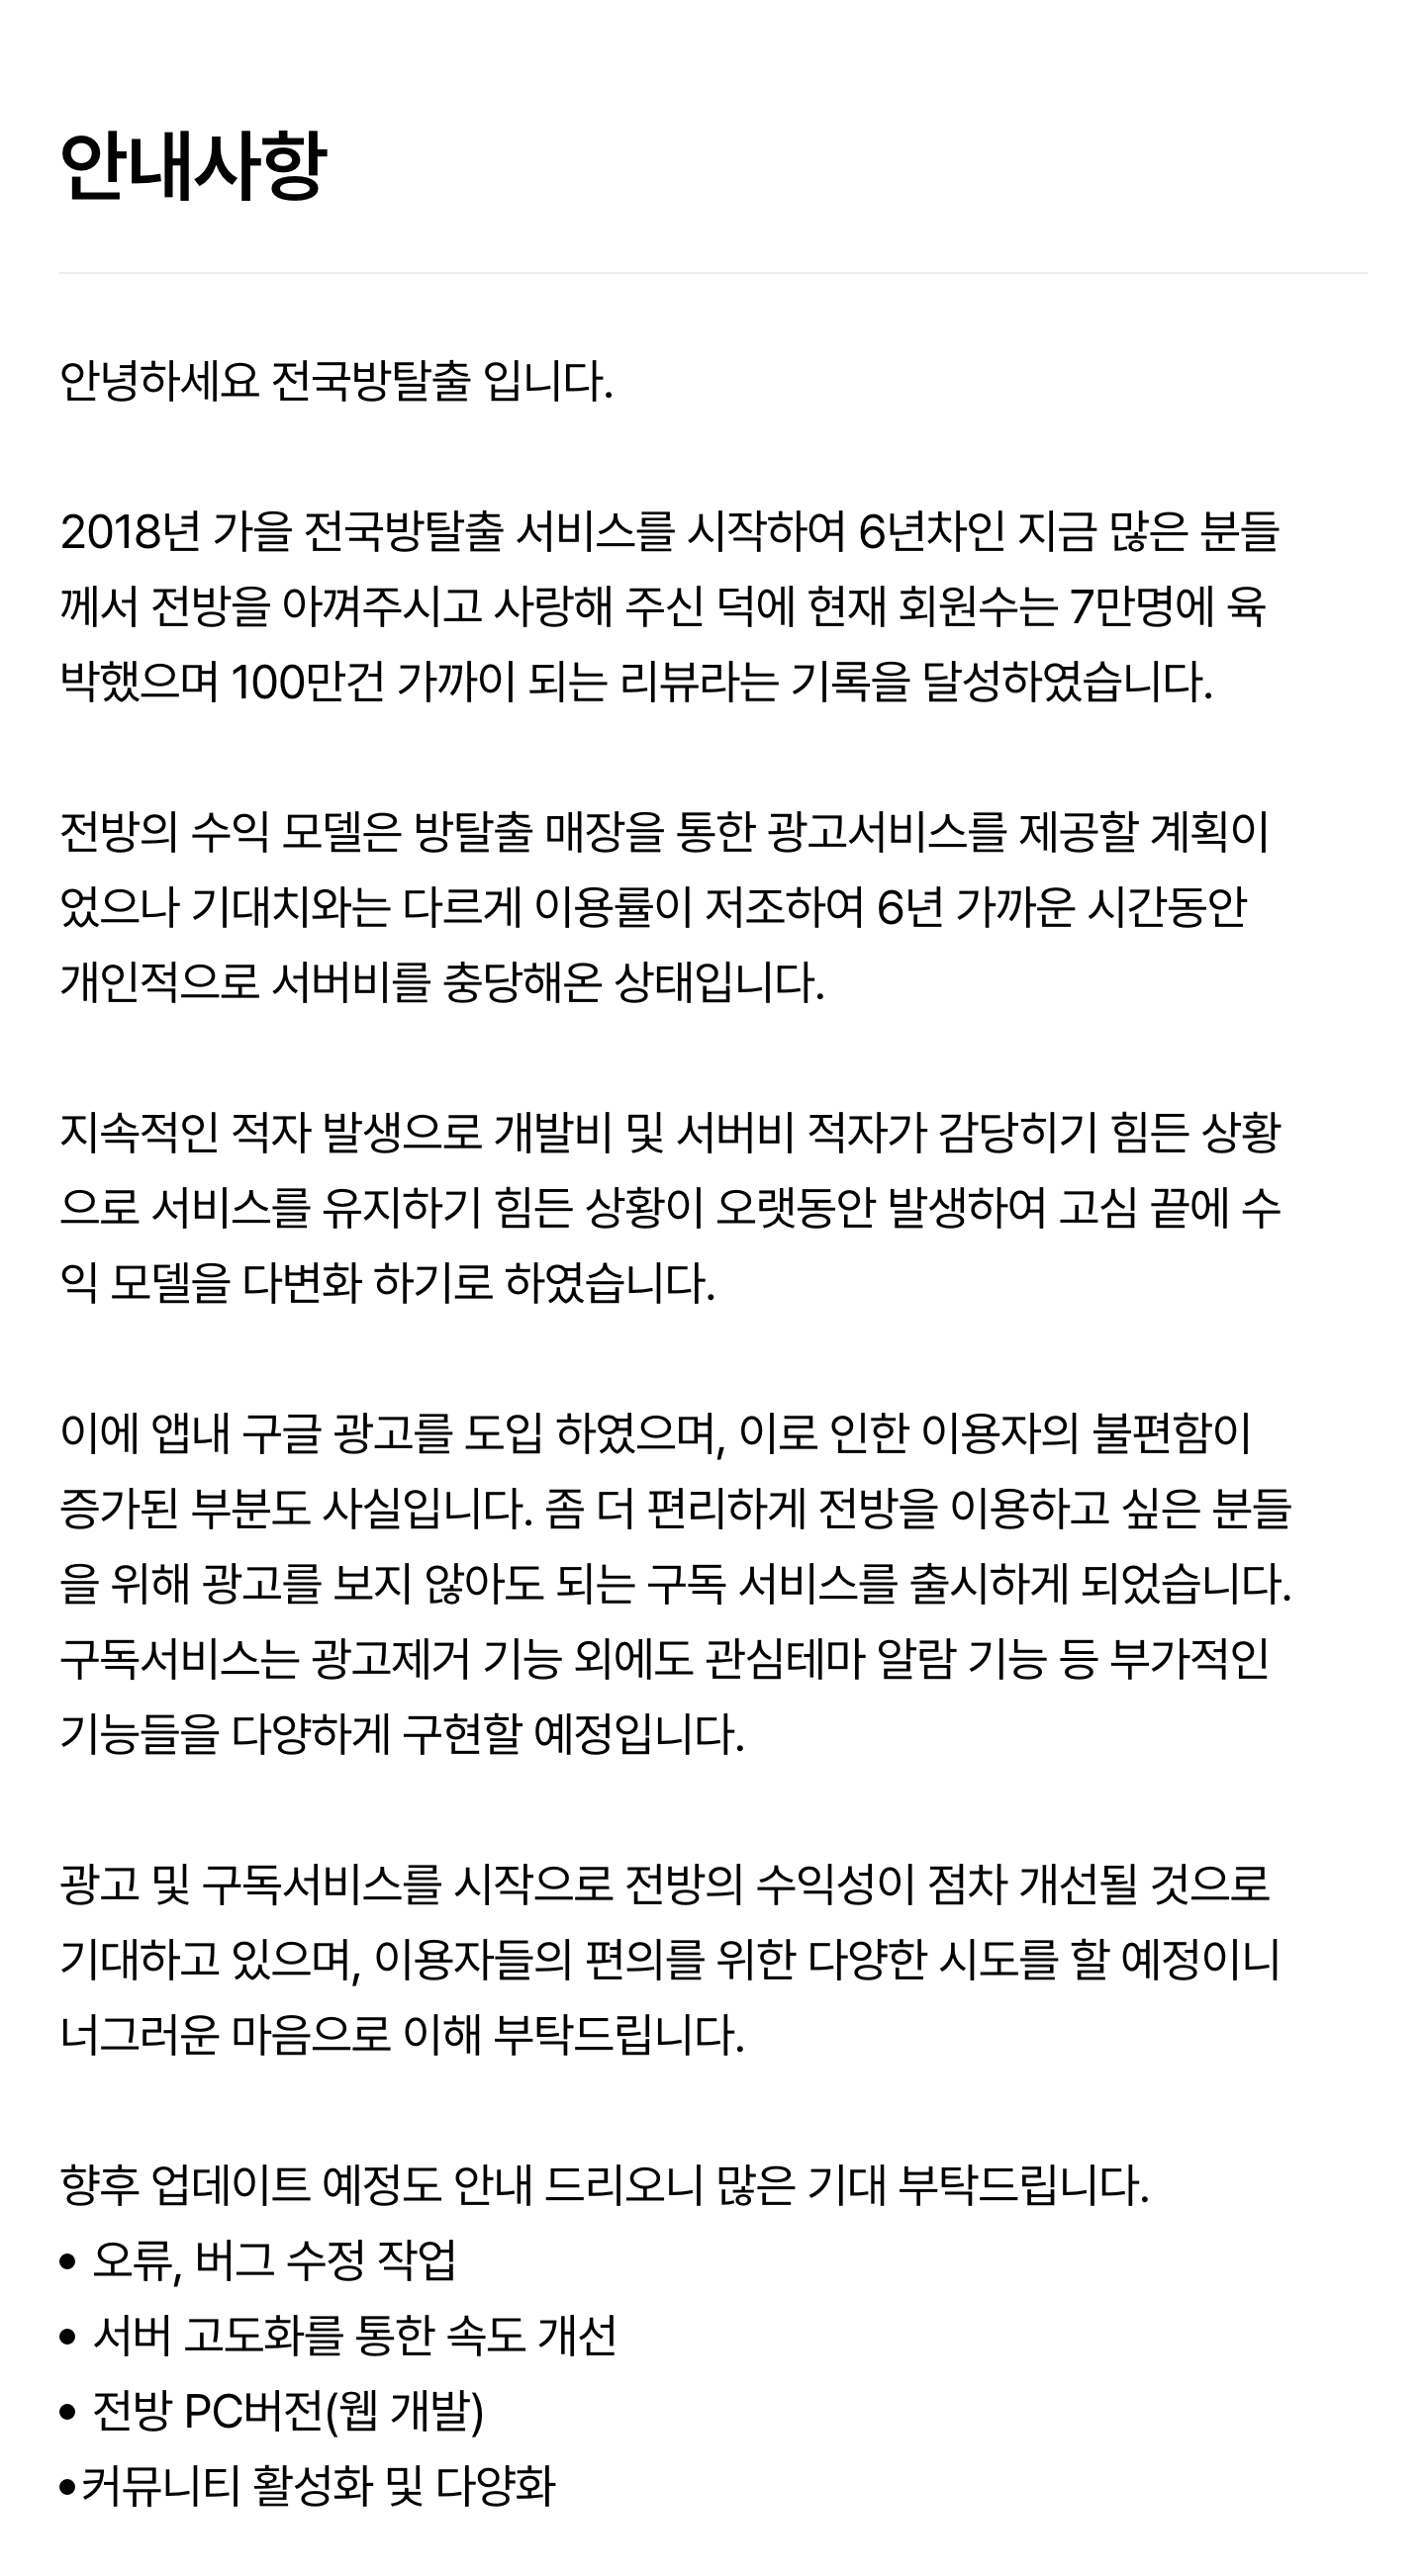 안내사항
안녕하세요 전국방탈출 입니다.
2018년 가을 전국방탈출 서비스를 시작하여 6년차인 지금 많은 분들
께서 전방을 아껴주시고 사랑해 주신 덕에 현재 회원수는 7만명에 육
박했으며 100만건 가까이 되는 리뷰라는 기록을 달성하였습니다.
전방의 수익 모델은 방탈출 매장을 통한 광고서비스를 제공할 계획이
었으나 기대치와는 다르게 이용률이 저조하여 6년 가까운 시간동안
개인적으로 서버비를 충당해온 상태입니다.
지속적인 적자 발생으로 개발비 및 서버비 적자가 감당히기 힘든 상황
으로 서비스를 유지하기 힘든 상황이 오랫동안 발생하여 고심 끝에 수
익 모델을 다변화 하기로 하였습니다.
이에 앱내 구글 광고를 도입 하였으며, 이로 인한 이용자의 불편함이
증가된 부분도 사실입니다. 좀 더 편리하게 전방을 이용하고 싶은 분들
을 위해 광고를 보지 않아도 되는 구독 서비스를 출시하게 되었습니다.
구독서비스는 광고제거 기능 외에도 관심테마 알람 기능 등 부가적인
기능들을 다양하게 구현할 예정입니다.
광고 및 구독서비스를 시작으로 전방의 수익성이 점차 개선될 것으로
기대하고 있으며, 이용자들의 편의를 위한 다양한 시도를 할 예정이니
너그러운 마음으로 이해 부탁드립니다.
향후 업데이트 예정도 안내 드리오니 많은 기대 부탁드립니다.
• 오류, 버그 수정 작업
• 서버 고도화를 통한 속도 개선
• 전방 PC버전(웹 개발)
•커뮤니티 활성화 및 다양화